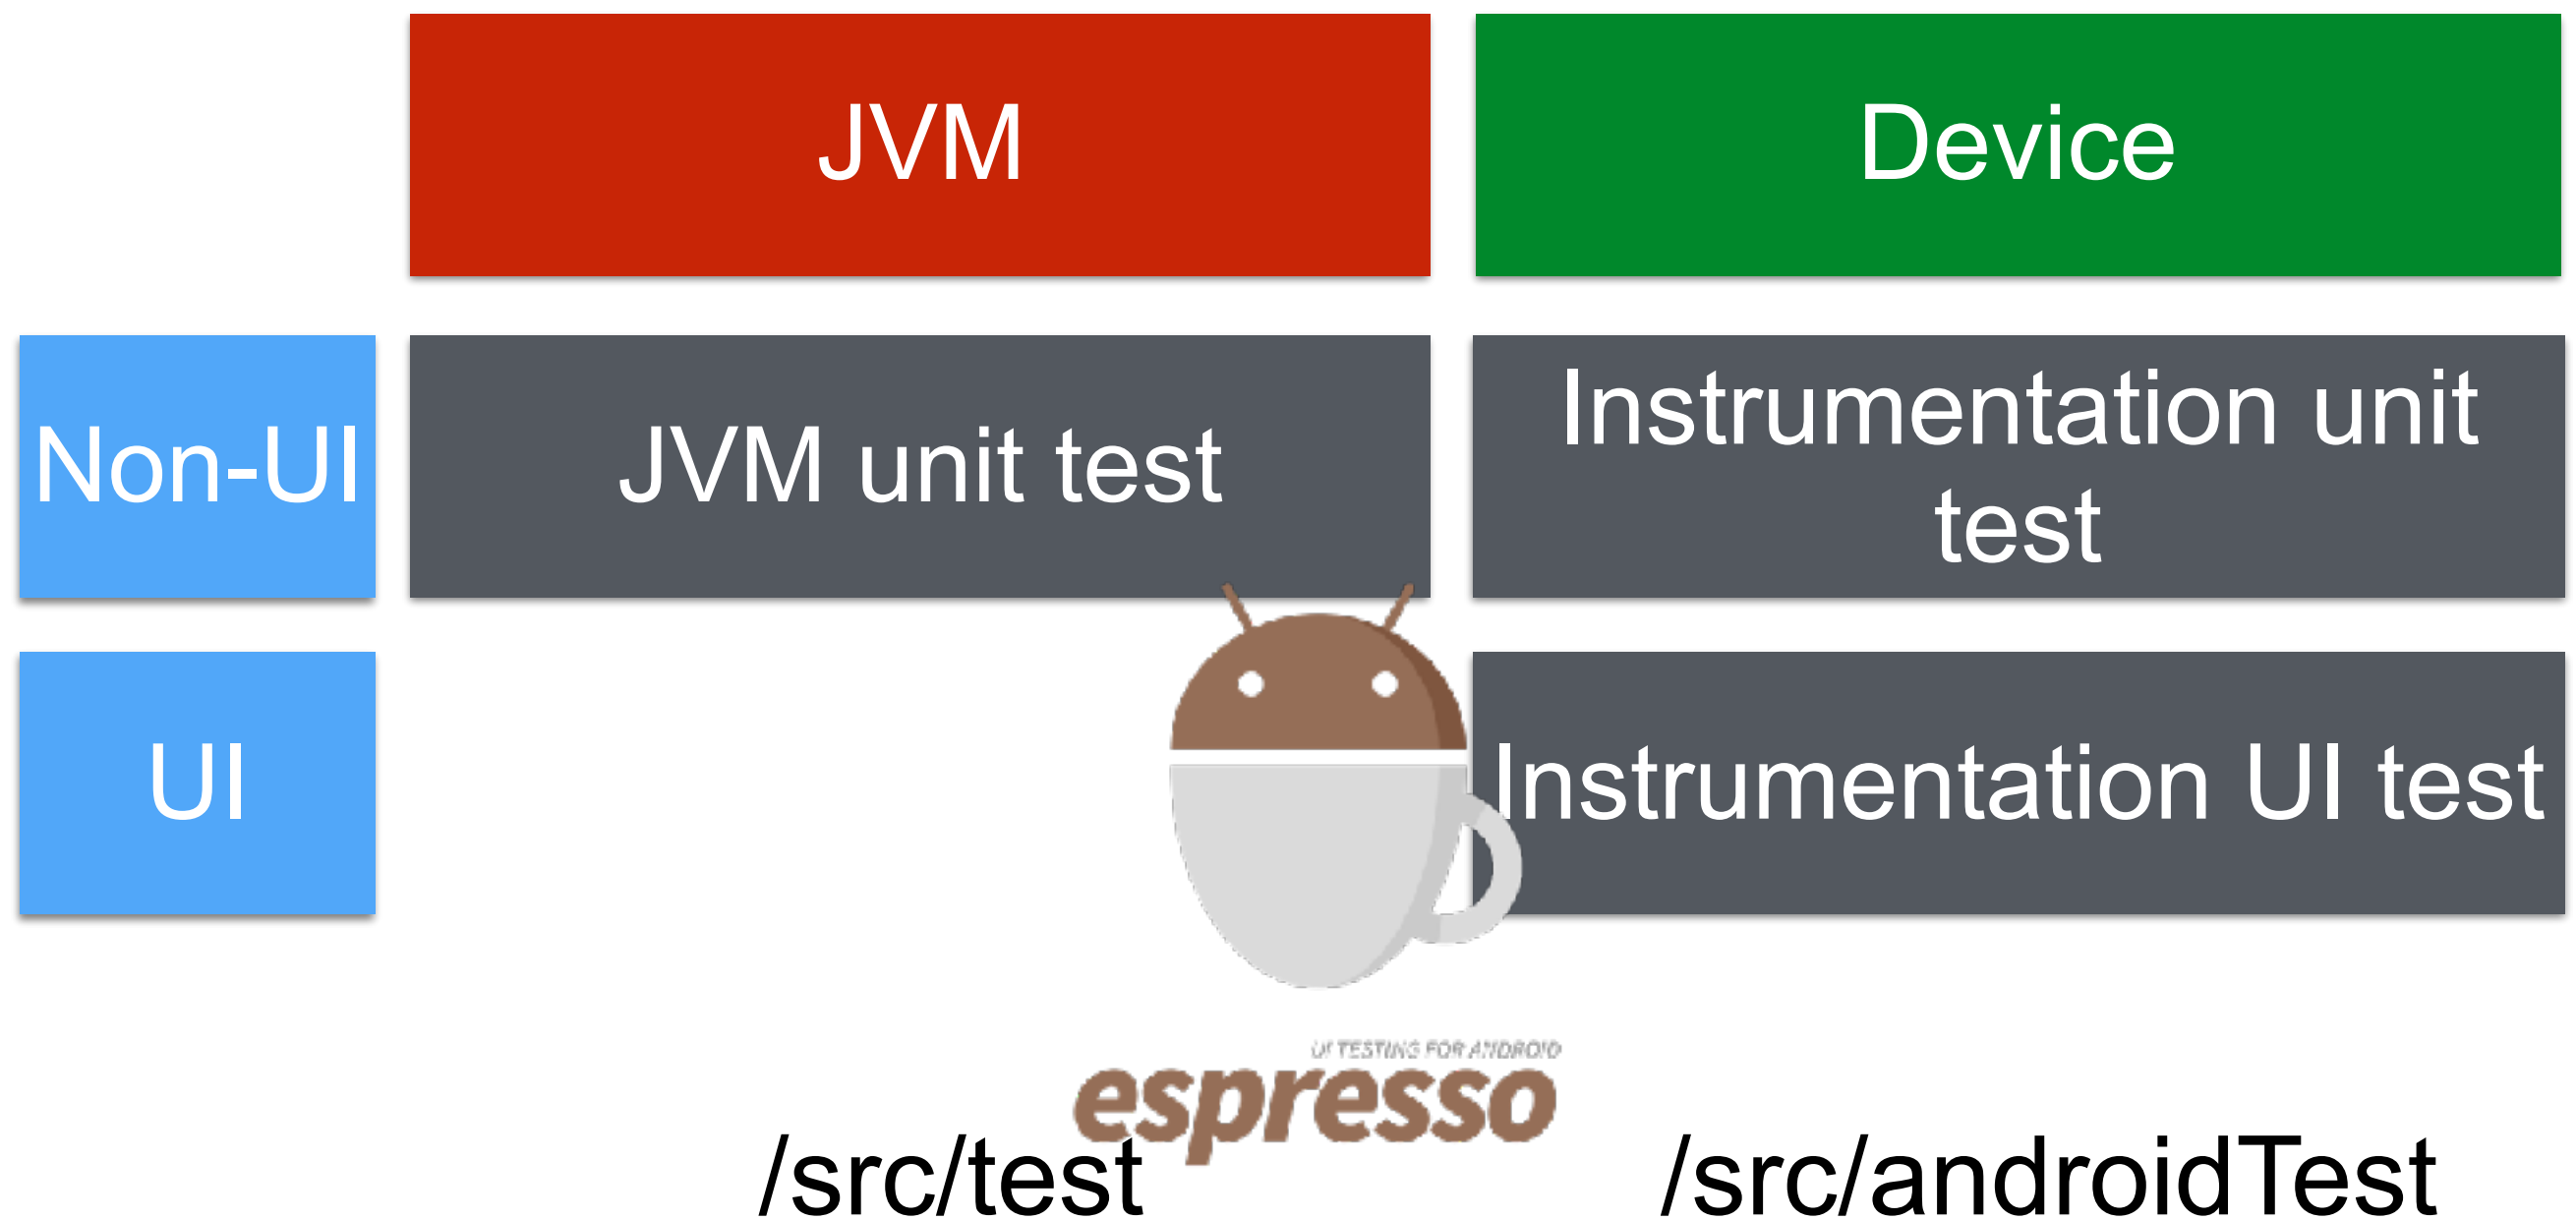 JVM
Device
Non-UI
JVM unit test
Instrumentation unit
test
UI
Instrumentation UI test
UI TESTING FOR ANDROID
espresso
/src/test
/src/androidTest